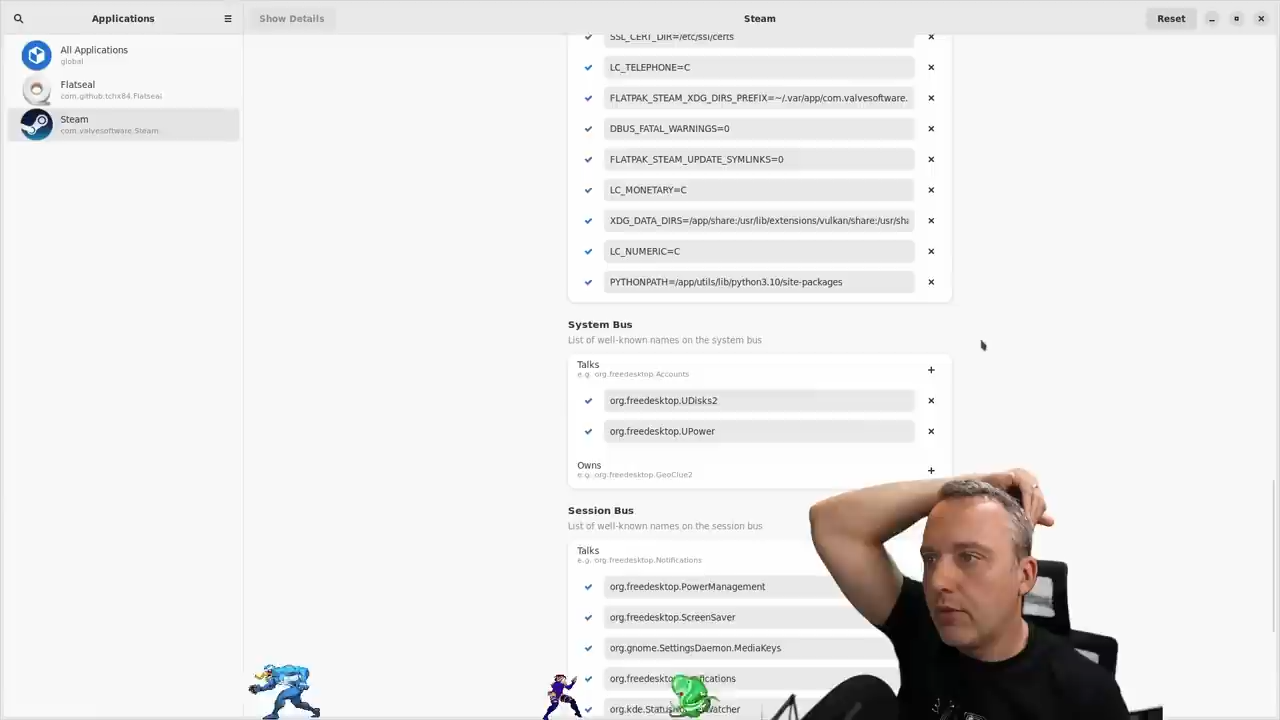 Applications
Show Details
Steam
Reset
All Applications
global
Flatseal
com.github.tchx84.Flatseal
Steam
com.valvesoftware.Steam
SSL_CERT_DIR=/etc/ssl/certs
LC_TELEPHONE=C
FLATPAK_STEAM_XDG_DIRS_PREFIX=~/.var/app/com.valvesoftware.
DBUS_FATAL_WARNINGS=0
FLATPAK_STEAM_UPDATE_SYMLINKS=0
LC_MONETARY=C
XDG_DATA_DIRS=/app/share:/usr/lib/extensions/vulkan/share:/usr/sha
LC_NUMERIC=C
PYTHONPATH=/app/utils/lib/python3.10/site-packages
System Bus
List of well-known names on the system bus
Talks
e.g. org.freedesktop.Accounts
org.freedesktop.UDisks2
org.freedesktop.UPower
Owns
e.g. org.freedesktop.GeoClue2
Session Bus
List of well-known names on the session bus
Talks
e.g. org.freedesktop.Notifications
org.freedesktop.PowerManagement
org.freedesktop.ScreenSaver
org.gnome.SettingsDaemon.MediaKeys